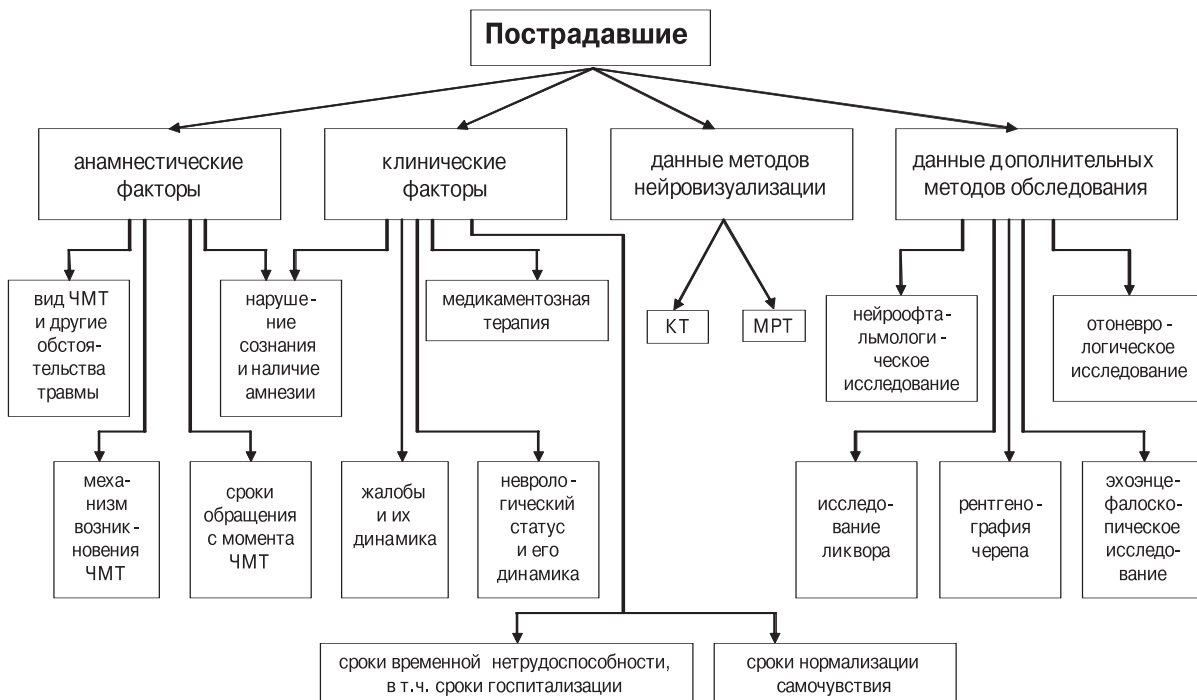 Пострадавшие
анамнестические
факторы
клинические
факторы
данные методов
нейровизуализации
данные дополнительных
методов обследования
вид ЧМТ
и другие
обстоя-
тельства
травмы
наруше-
ние
сознания
и наличие
амнезии
медикаментозная
терапия
КТ
МРТ
нейроофта-
льмологи-
ческое
исследование
отоневро-
логическое
исследование
меха-
низм
возник-
новения
ЧМТ
сроки
обращения
с момента
ЧМТ
жалобы
и их
динамика
невроло-
гический
статус
и его
динамика
исследо-
вание
ликвора
рентгено-
графия
черепа
эхоэнце-
фалоско-
пическое
исследо-
вание
сроки временной нетрудоспособности,
в т.ч. сроки госпитализации
сроки нормализации
самочувствия